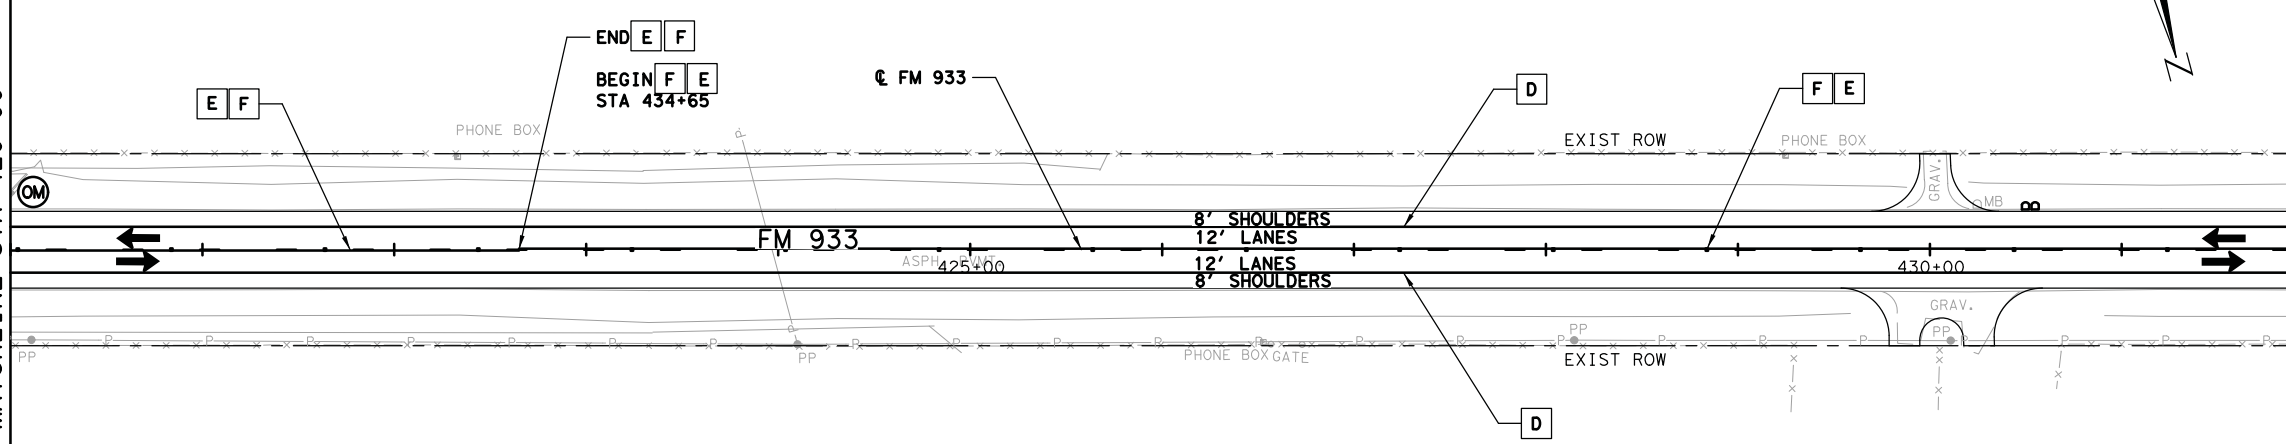 END E F
BEGIN F E
STA 434+65
℄ FM 933
D
F E
E F
PHONE BOX
P
EXIST ROW
PHONE BOX
OM
GRAV.
MB
8' SHOULDERS
12' LANES
FM 933
ASPH PVMT
425+00
12' LANES
8' SHOULDERS
430+00
GRAV.
P
PP
PP
P P P P P P P P P P P P P P P P P P P P P
PP
PP
PHONE BOX
GATE
EXIST ROW
D